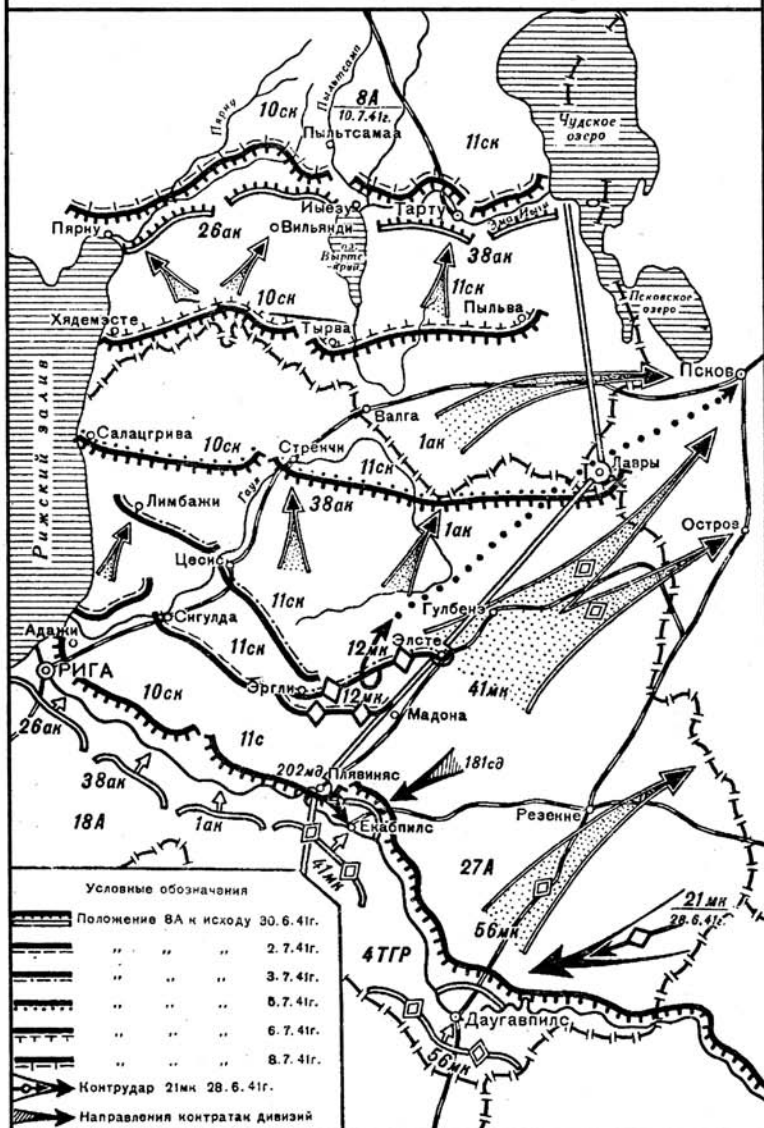 Пярну
Пыльтсама
8А
10.7.41г.
10ск
Пыльтсамаа
11ск
Чудское
озеро
Иыезу
Тарту
Эма-Йыги
Пярну
26ак
Вильянди
оз.
Вырте-
38ак
11ск
Псковское
озеро
Хядемэсте
10ск
Тырва
Пыльва
Псков
Рижский залив
Валга
1ак
Салацгрива
10ск
Стренчи
11ск
Лавры
Гауя
38ак
1ак
Лимбажи
Остров
Цесис
11ск
Гулбенэ
Адажи
Сигулда
11ск
Элсте
12мк
РИГА
Эргли
12мк
41мк
10ск
Мадона
26ак
11с
202мд
Плявиняс
181сд
38ак
18А
1ак
Екабпилс
Резекне
41мк
27А
21мк
28.6.41г.
56мк
4ТГР
Даугавпилс
56мк
Условные обозначения
Положение 8А к исходу 30.6.41г.
„ „ „ 2.7.41г.
„ „ „ 3.7.41г.
„ „ „ 5.7.41г.
„ „ „ 6.7.41г.
„ „ „ 8.7.41г.
Контрудар 21мк 28.6.41г.
Направления контратак дивизий